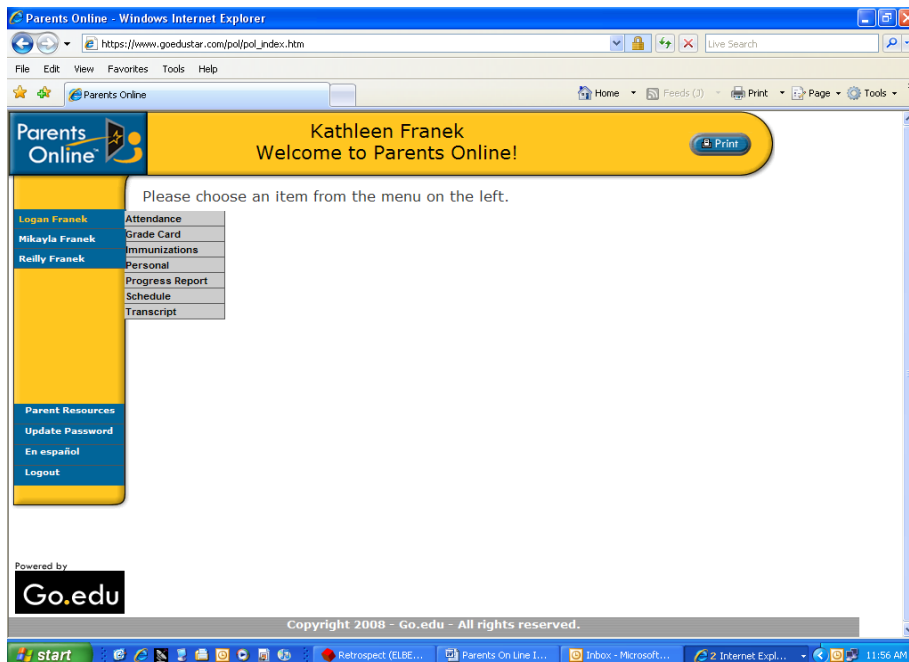 Parents Online - Windows Internet Explorer
https://www.goedustar.com/pol/pol_index.htm
Live Search
File Edit View Favorites Tools Help
Parents Online
Home Feeds (J) Print Page Tools
Parents
Online™
Kathleen Franek
Welcome to Parents Online!
Print
Please choose an item from the menu on the left.
Logan Franek
Mikayla Franek
Reilly Franek
Attendance
Grade Card
Immunizations
Personal
Progress Report
Schedule
Transcript
Parent Resources
Update Password
En español
Logout
Powered by
Go.edu
Copyright 2008 - Go.edu - All rights reserved.
start Retrospect (ELBE... Parents On Line I... Inbox - Microsoft... 2 Internet Expl... 11:56 AM